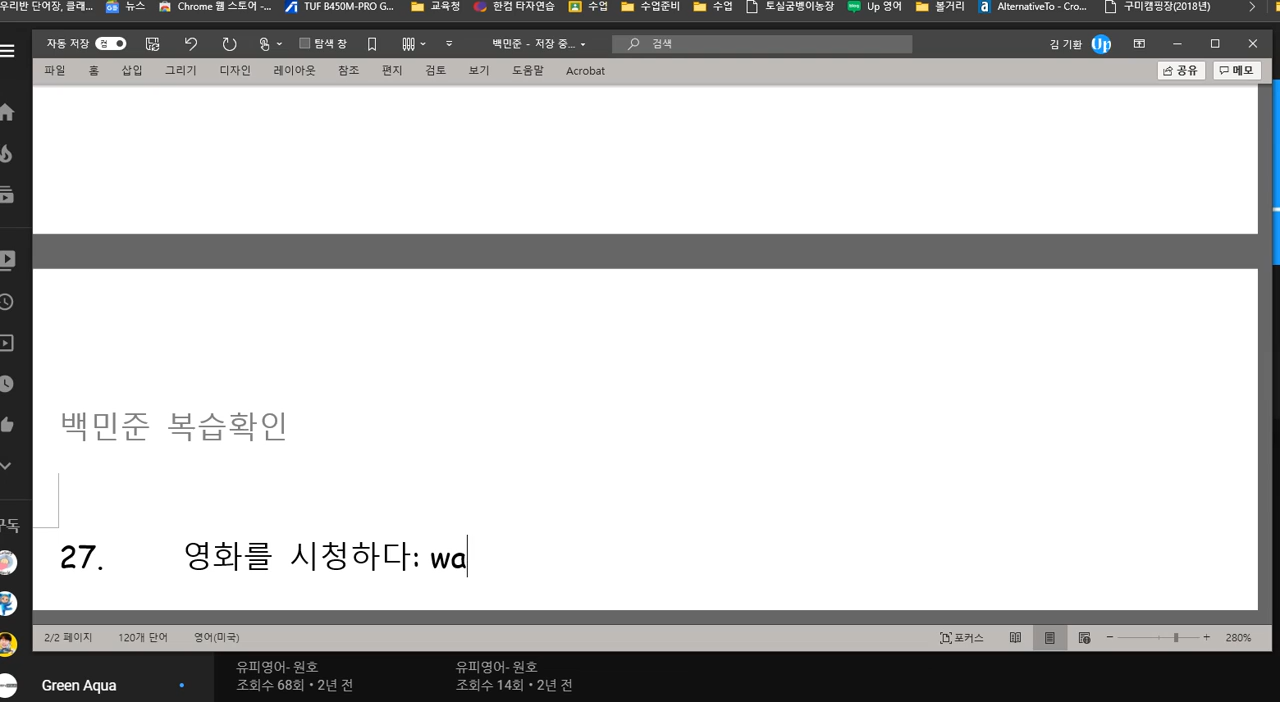 우리반 단어장, 클래... 뉴스 Chrome 웹 스토어 -... TUF B450M-PRO G... 교육청 한컴 타자연습 수업 수업준비 수업 토실굼벵이농장 Up 영어 볼거리 AlternativeTo - Cro... 구미캠핑장(2018년)
자동 저장 컴 탐색 창 백민준 - 저장 중... 검색 김 기환 Up
파일 홈 삽입 그리기 디자인 레이아웃 참조 편지 검토 보기 도움말 Acrobat 공유 메모
백민준 복습확인
구독
27. 영화를 시청하다: wa
2/2 페이지 120개 단어 영어(미국) 포커스 280%
유피영어- 원호 유피영어- 원호
Green Aqua 조회수 68회 • 2년 전 조회수 14회 • 2년 전